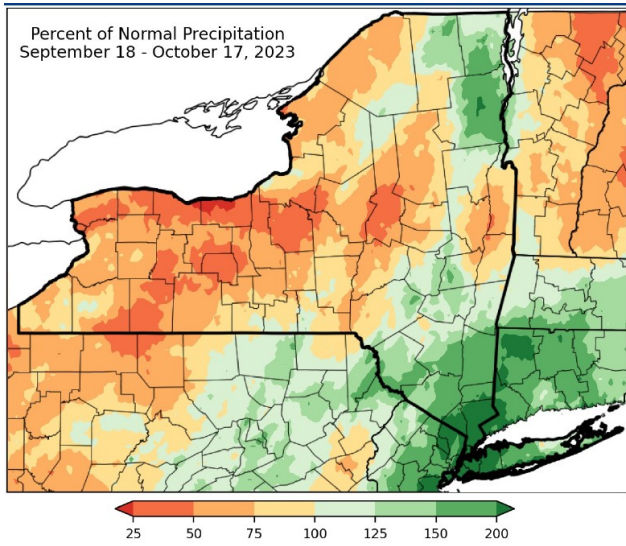 Percent of Normal Precipitation
September 18 - October 17, 2023
25 50 75 100 125 150 200